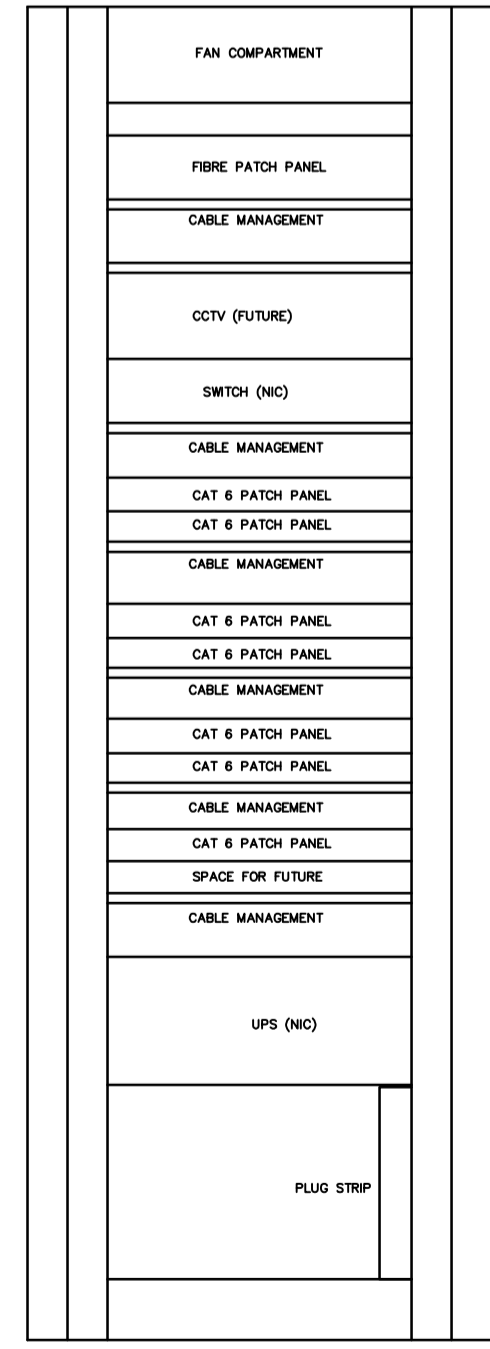 FAN COMPARTMENT
FIBRE PATCH PANEL
CABLE MANAGEMENT
CCTV (FUTURE)
SWITCH (NIC)
CABLE MANAGEMENT
CAT 6 PATCH PANEL
CAT 6 PATCH PANEL
CABLE MANAGEMENT
CAT 6 PATCH PANEL
CAT 6 PATCH PANEL
CABLE MANAGEMENT
CAT 6 PATCH PANEL
CAT 6 PATCH PANEL
CABLE MANAGEMENT
CAT 6 PATCH PANEL
SPACE FOR FUTURE
CABLE MANAGEMENT
UPS (NIC)
PLUG STRIP